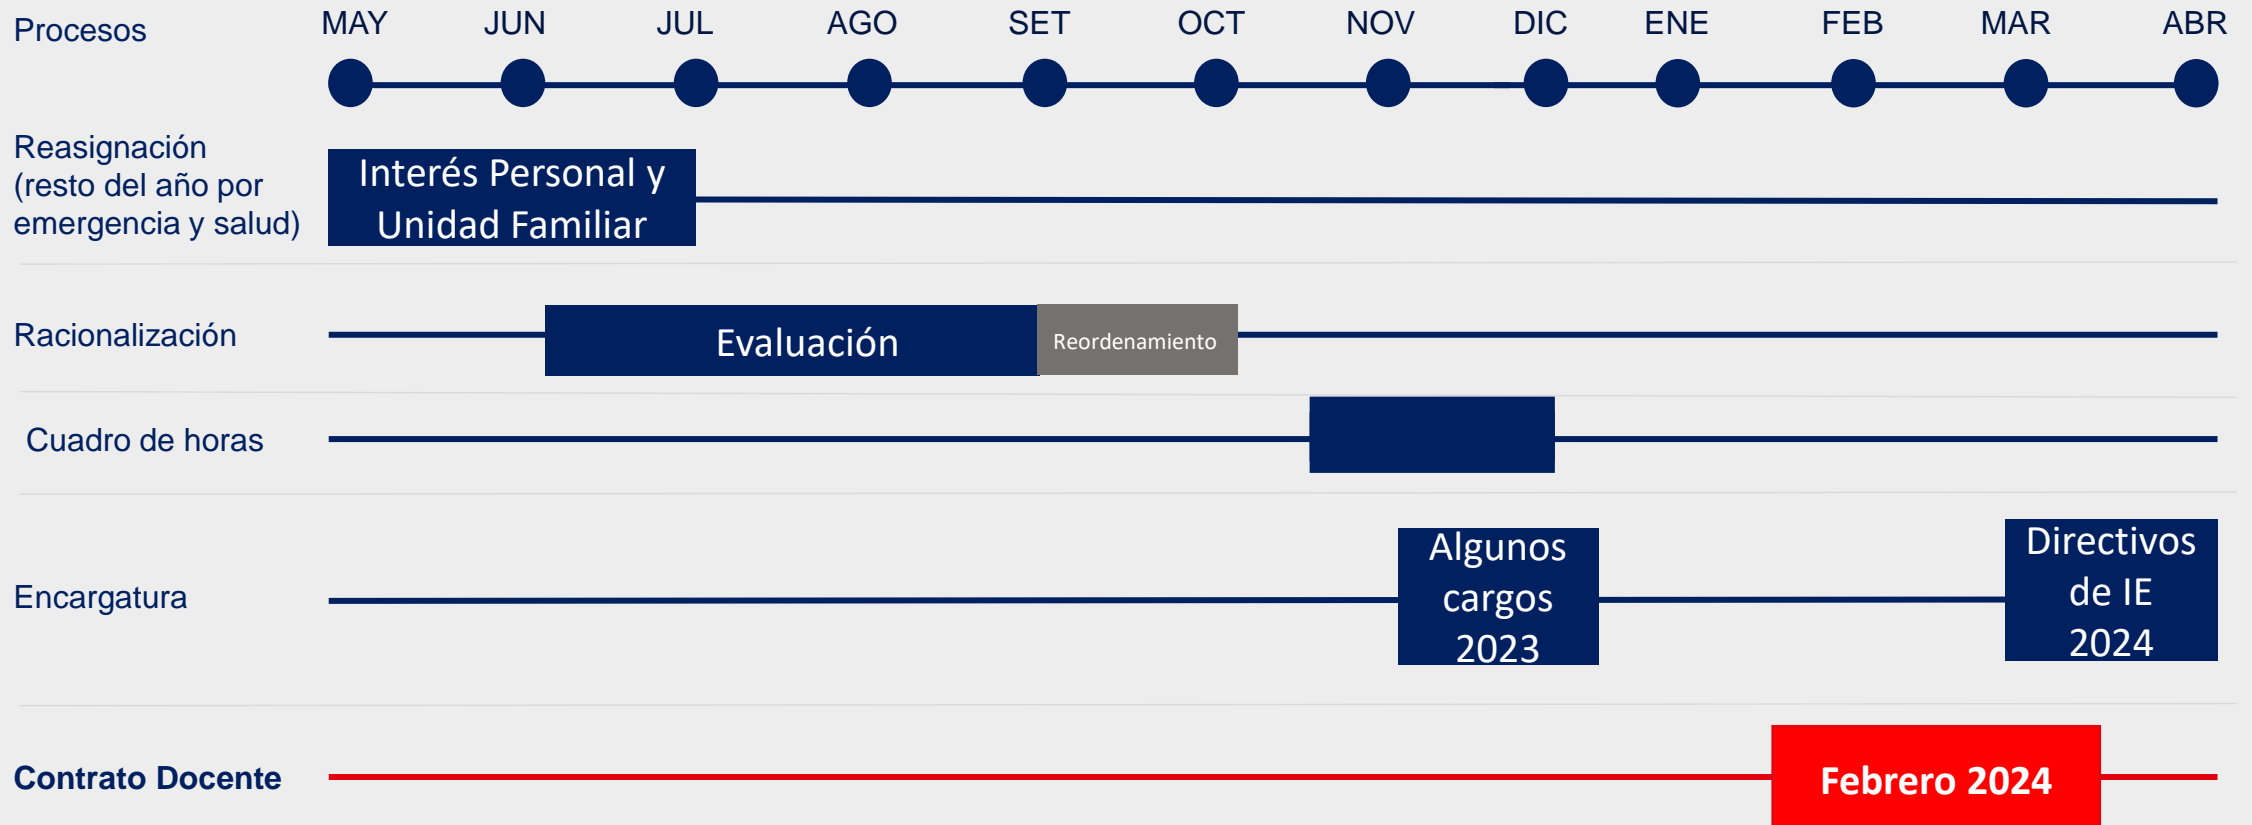 Procesos
MAY JUN JUL AGO SET OCT NOV DIC ENE FEB MAR ABR
Reasignación
(resto del año por
emergencia y salud)
Interés Personal y
Unidad Familiar
Racionalización
Evaluación
Reordenamiento
Cuadro de horas
Encargatura
Algunos
cargos
2023
Directivos
de IE
2024
Contrato Docente
Febrero 2024